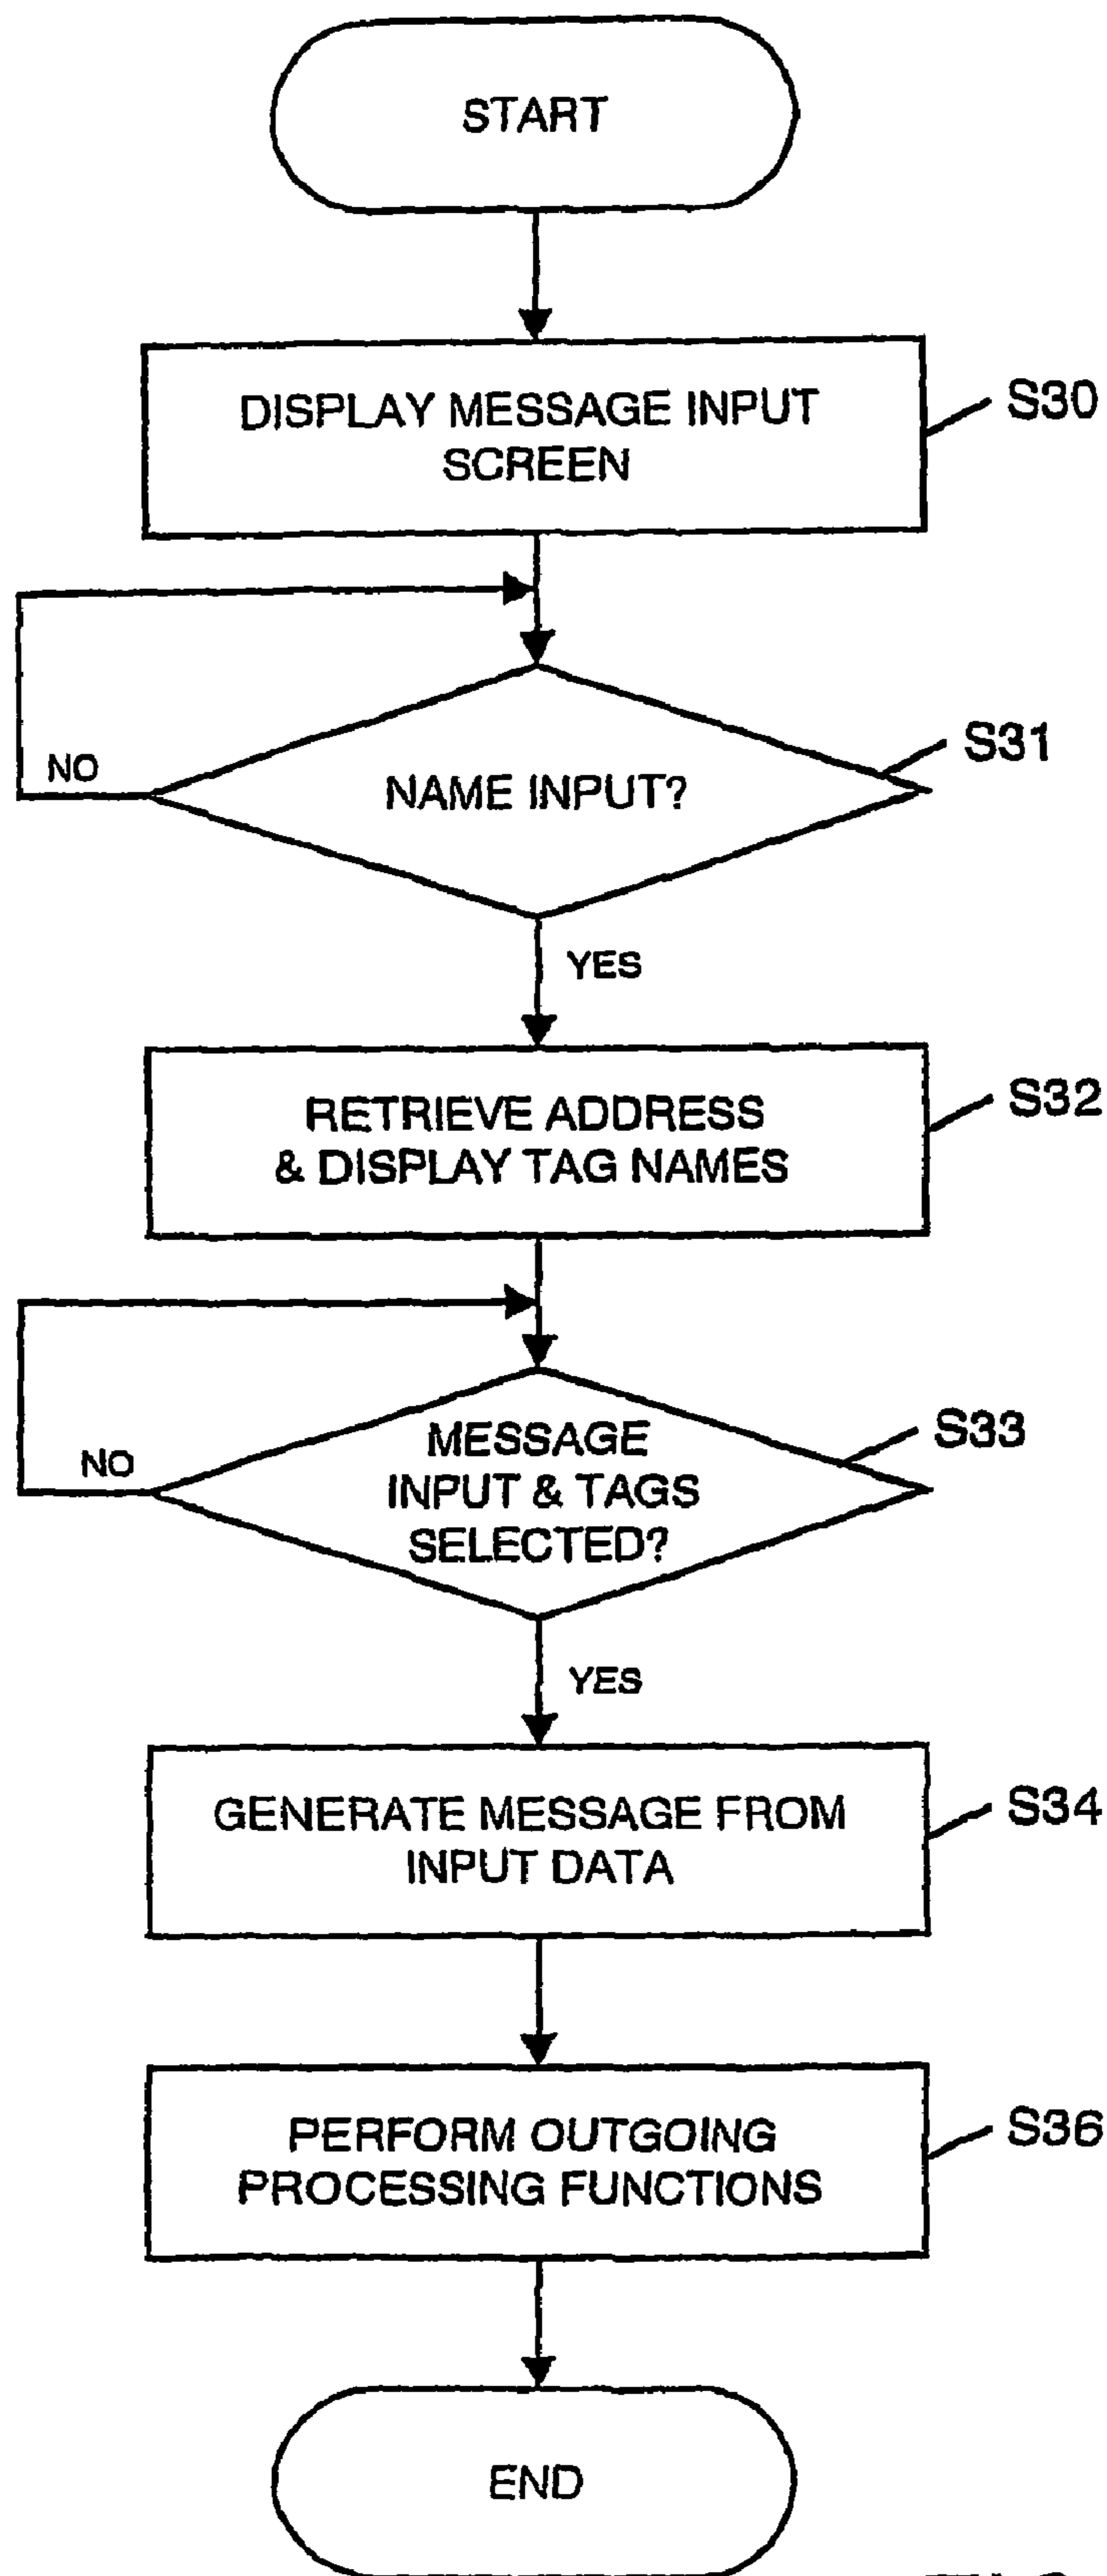 START
DISPLAY MESSAGE INPUT
SCREEN
S30
NAME INPUT?
S31
NO
YES
RETRIEVE ADDRESS
& DISPLAY TAG NAMES
S32
MESSAGE
INPUT & TAGS
SELECTED?
S33
NO
YES
GENERATE MESSAGE FROM
INPUT DATA
S34
PERFORM OUTGOING
PROCESSING FUNCTIONS
S36
END